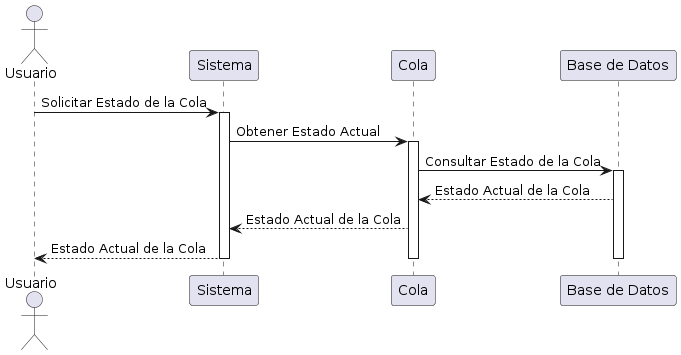 Usuario
Sistema
Cola
Base de Datos
Solicitar Estado de la Cola
Obtener Estado Actual
Consultar Estado de la Cola
Estado Actual de la Cola
Estado Actual de la Cola
Estado Actual de la Cola
Usuario
Sistema
Cola
Base de Datos